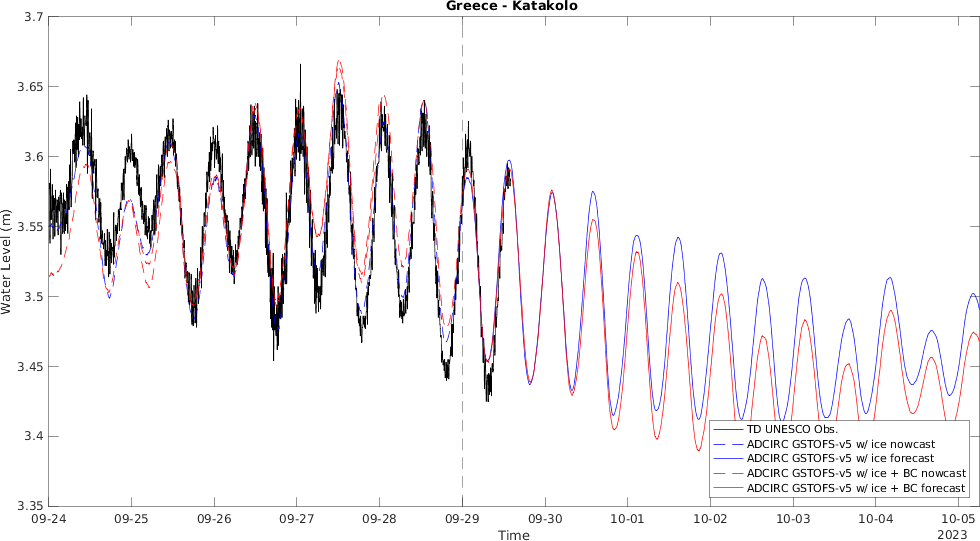 Greece - Katakolo
3.7
3.65
3.6
3.55
3.5
3.45
3.4
3.35
Water Level (m)
TD UNESCO Obs.
ADCIRC GSTOFS-v5 w/ ice nowcast
ADCIRC GSTOFS-v5 w/ ice forecast
ADCIRC GSTOFS-v5 w/ ice + BC nowcast
ADCIRC GSTOFS-v5 w/ ice + BC forecast
09-24 09-25 09-26 09-27 09-28 09-29 09-30 10-01 10-02 10-03 10-04 10-05
Time
2023